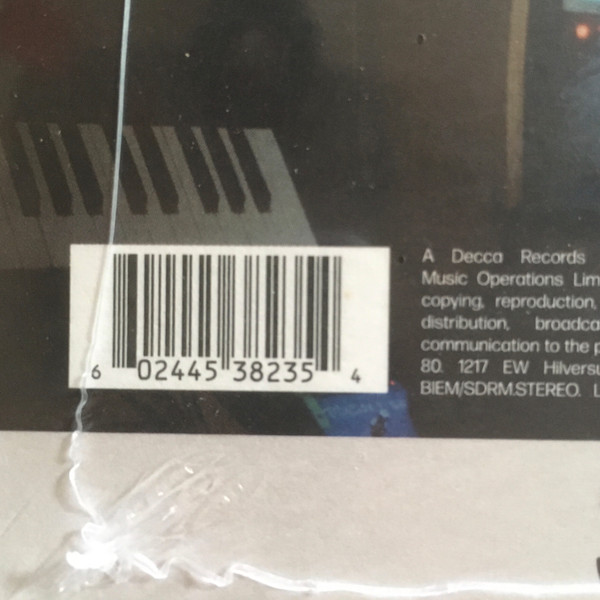 6 02445 38235 4
A Decca Records
Music Operations Lim
copying, reproduction,
distribution, broadca
communication to the p
80. 1217 EW Hilversu
BIEM/SDRM.STEREO. L